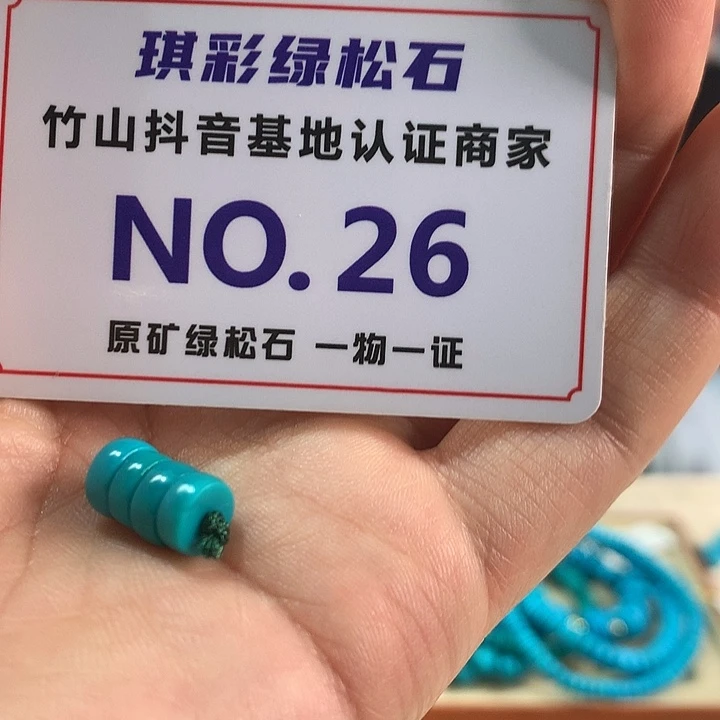 琪彩绿松石
竹山抖音基地认证商家
NO.26
原矿绿松石 一物一证